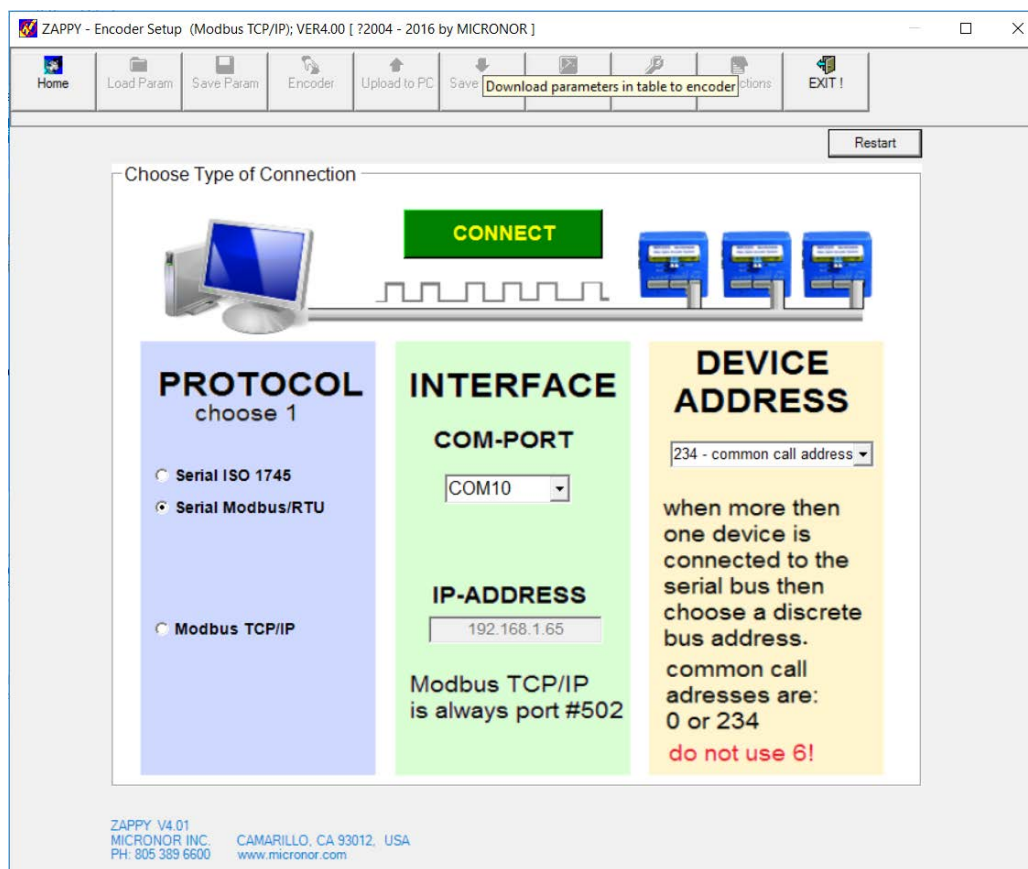 ZAPPY - Encoder Setup (Modbus TCP/IP); VER4.00 [ ?2004 - 2016 by MICRONOR ]
Home Load Param Save Param Encoder Upload to PC Save EXIT !
Download parameters in table to encoder
Restart
Choose Type of Connection
CONNECT
PROTOCOL
choose 1
Serial ISO 1745
Serial Modbus/RTU
Modbus TCP/IP
INTERFACE
COM-PORT
COM10
IP-ADDRESS
192.168.1.65
Modbus TCP/IP
is always port #502
DEVICE
ADDRESS
234 - common call address
when more then
one device is
connected to the
serial bus then
choose a discrete
bus address.
common call
adresses are:
0 or 234
do not use 6!
ZAPPY V4.01
MICRONOR INC. CAMARILLO, CA 93012, USA
PH: 805 389 6600 www.micronor.com